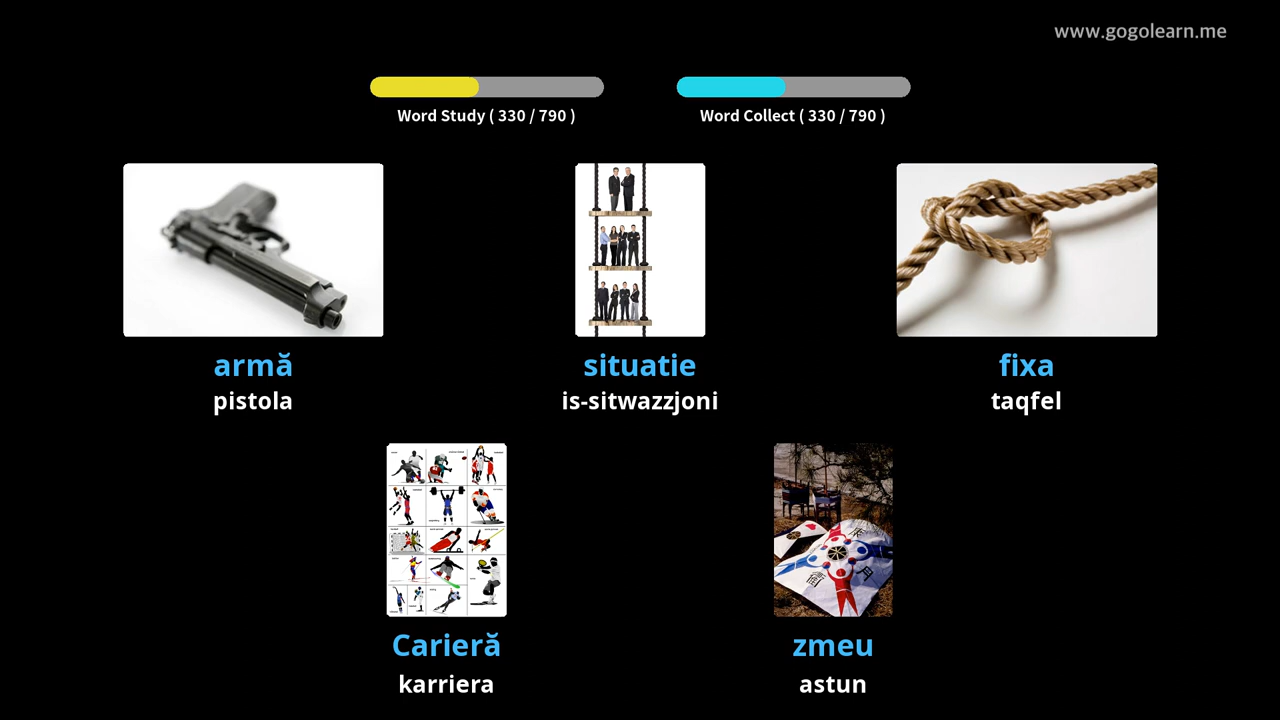 www.gogolearn.me
Word Study ( 330 / 790 )
Word Collect ( 330 / 790 )
armă
pistola
situatie
is-sitwazzjoni
fixa
taqfel
Carieră
karriera
zmeu
astun